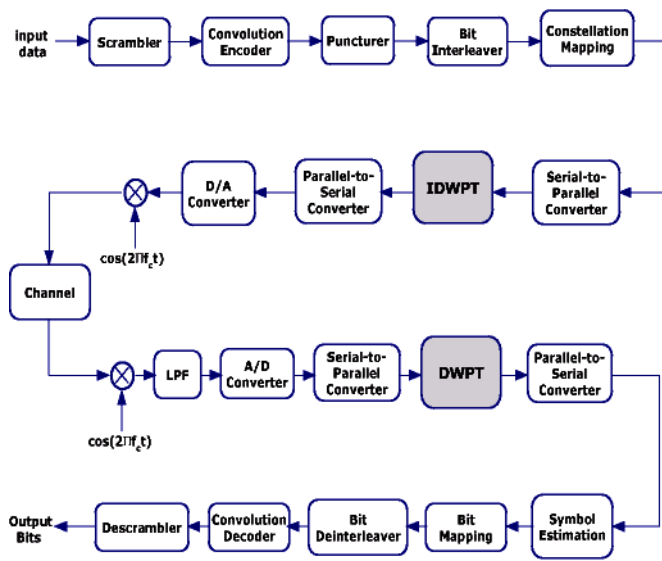 input
data
Scrambler
Convolution
Encoder
Puncturer
Bit
Interleaver
Constellation
Mapping
D/A
Converter
Parallel-to-
Serial
Converter
IDWPT
Serial-to-
Parallel
Converter
cos(2Πf_c t)
Channel
LPF
A/D
Converter
Serial-to-
Parallel
Converter
DWPT
Parallel-to-
Serial
Converter
cos(2Πf_c t)
Output
Bits
Descrambler
Convolution
Decoder
Bit
Deinterleaver
Bit
Mapping
Symbol
Estimation